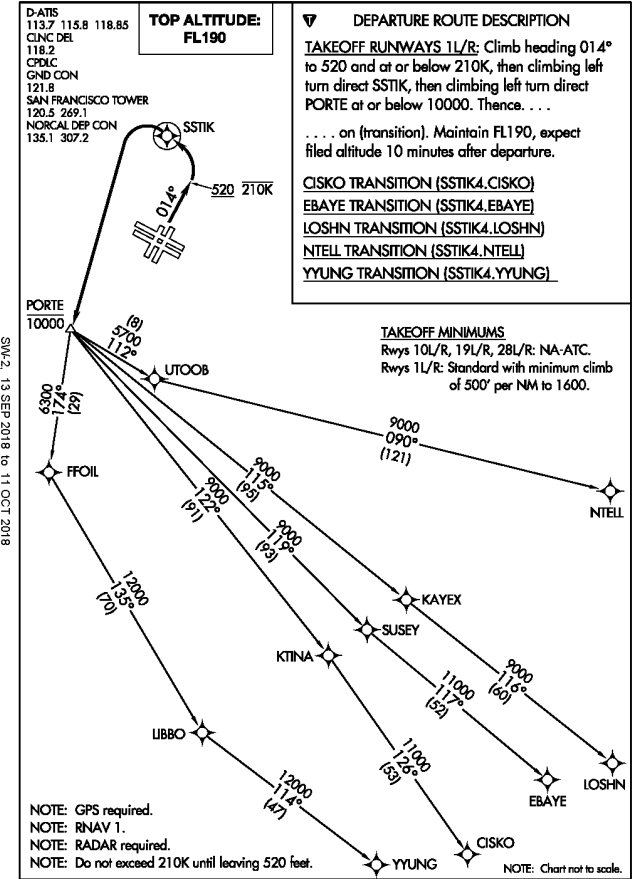 D-ATIS
113.7 115.8 118.85
CLNC DEL
118.2
CPDLC
GND CON
121.8
SAN FRANCISCO TOWER
120.5 269.1
NORCAL DEP CON
135.1 307.2
TOP ALTITUDE:
FL190
T DEPARTURE ROUTE DESCRIPTION
TAKEOFF RUNWAYS 1L/R: Climb heading 014°
to 520 and at or below 210K, then climbing left
turn direct SSTIK, then climbing left turn direct
PORTE at or below 10000. Thence. . . .
. . . . on (transition). Maintain FL190, expect
filed altitude 10 minutes after departure.
CISKO TRANSITION (SSTIK4.CISKO)
EBAYE TRANSITION (SSTIK4.EBAYE)
LOSHN TRANSITION (SSTIK4.LOSHN)
NTELL TRANSITION (SSTIK4.NTELL)
YYUNG TRANSITION (SSTIK4.YYUNG)
SSTIK
520 210K
014°
PORTE
10000
TAKEOFF MINIMUMS
Rwys 10L/R, 19L/R, 28L/R: NA-ATC.
Rwys 1L/R: Standard with minimum climb
of 500' per NM to 1600.
(8)
5700
112°
UTOOB
9000
090°
(121)
NTELL
6300
174°
(29)
FFOIL
9000
115°
(95)
9000
119°
(93)
9000
122°
(91)
KAYEX
SUSEY
KTINA
12000
135°
(70)
9000
116°
(60)
11000
117°
(52)
11000
126°
(53)
LIBBO
12000
114°
(47)
LOSHN
EBAYE
CISKO
YYUNG
NOTE: GPS required.
NOTE: RNAV 1.
NOTE: RADAR required.
NOTE: Do not exceed 210K until leaving 520 feet.
NOTE: Chart not to scale.
SW-2, 13 SEP 2018 to 11 OCT 2018